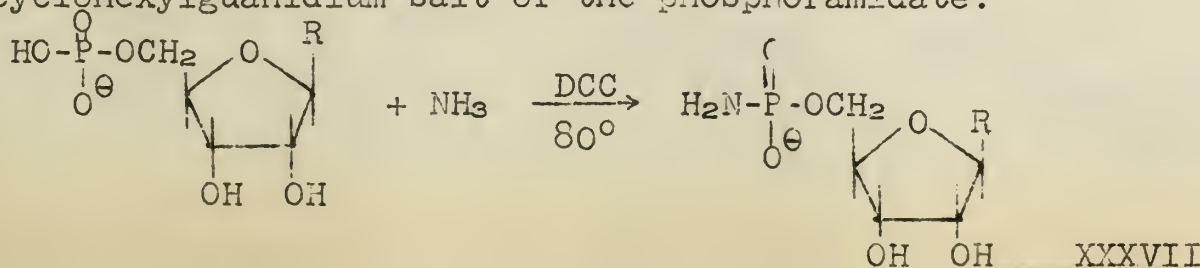 cyclohexylguanidium salt of the phosphoramidate.
O R
HO-P-OCH2 O
O⊖
+ NH3 DCC
80°
OH OH
H2N-P-OCH2 O R
O⊖
OH OH XXXVII